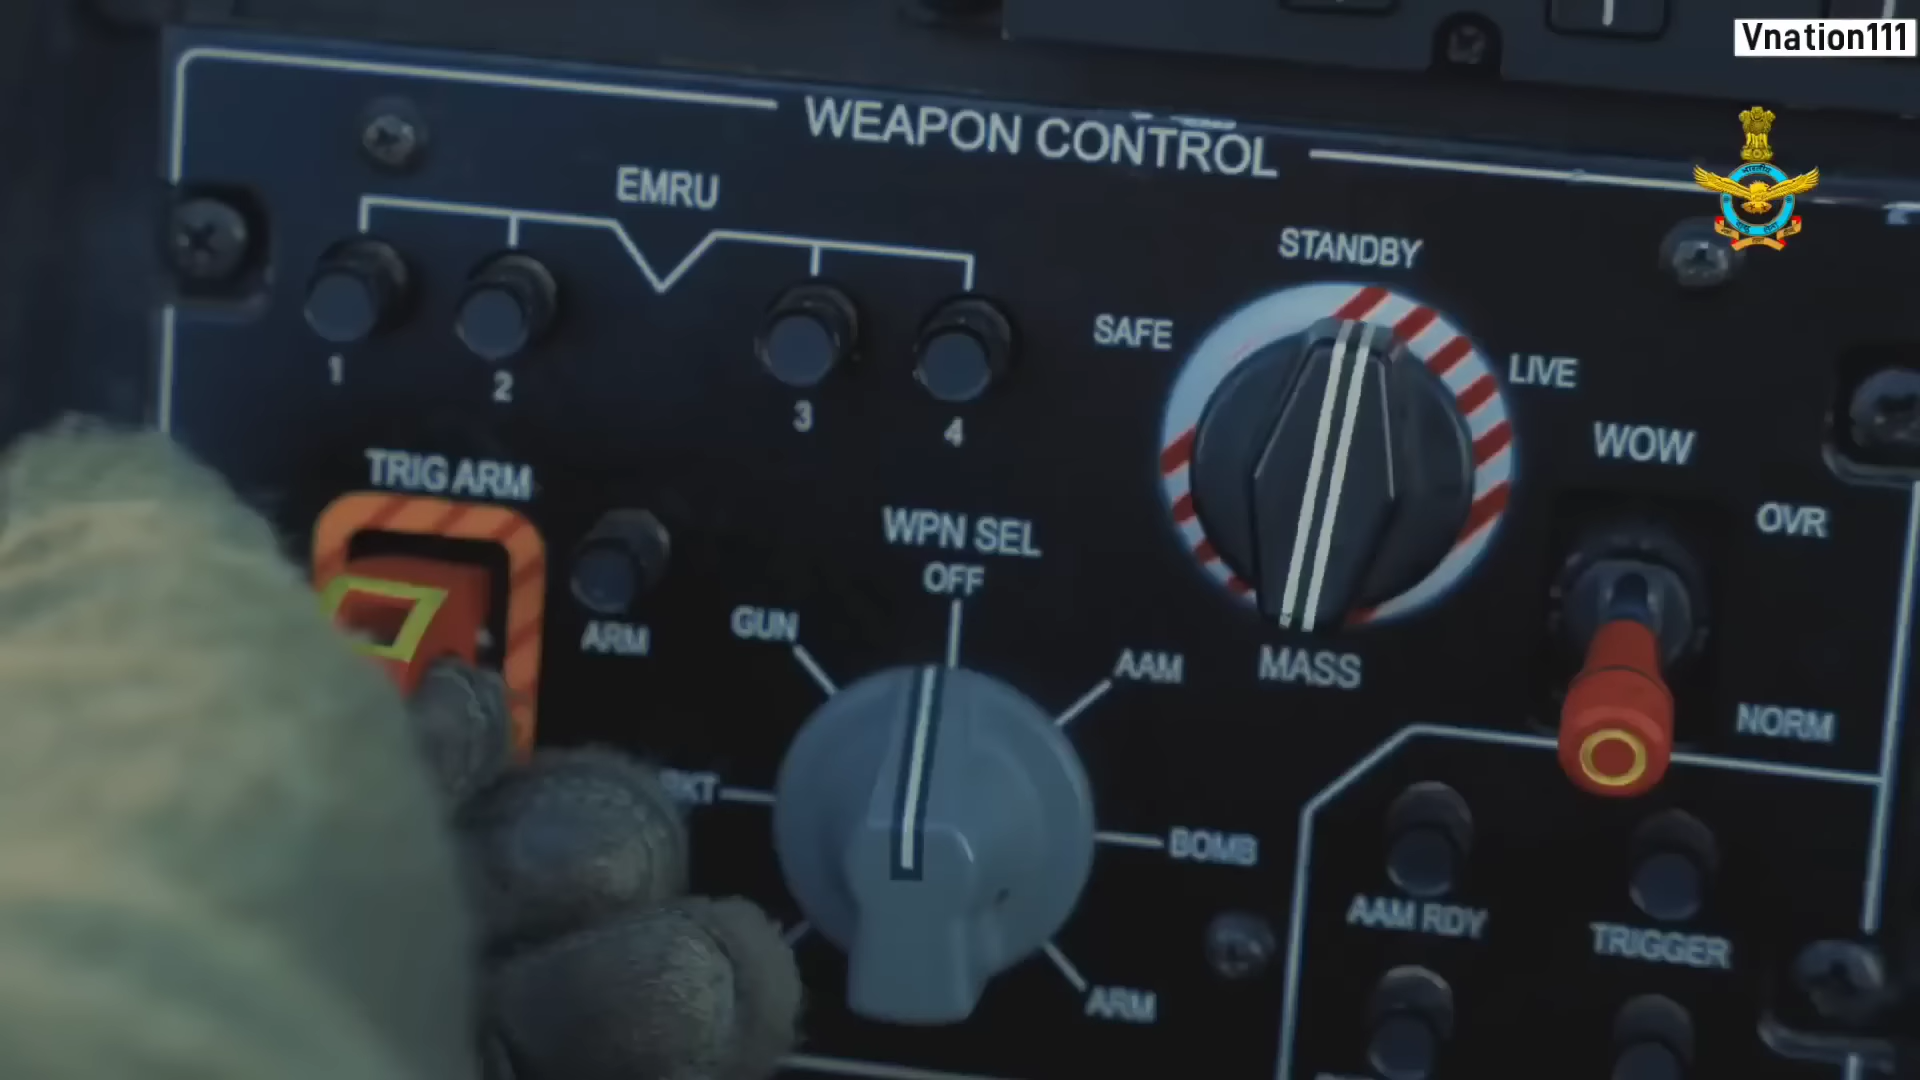 Vnation111
WEAPON CONTROL
EMRU
STANDBY
SAFE
LIVE
1
2
3
4
WOW
TRIG ARM
OVR
WPN SEL
OFF
GUN
ARM
AAM
MASS
NORM
BOMB
AAM RDY
TRIGGER
ARM